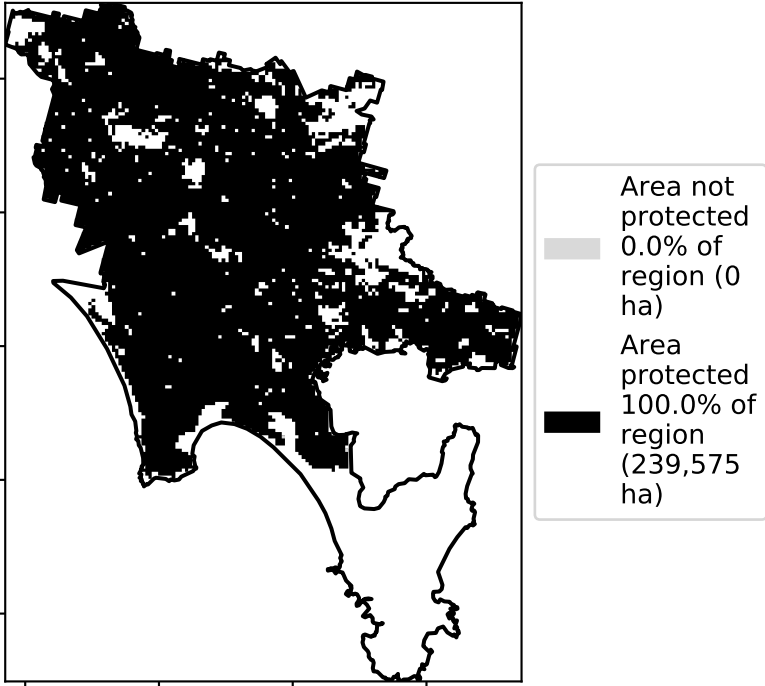 Area not
protected
0.0% of
region (0
ha)
Area
protected
100.0% of
region
(239,575
ha)